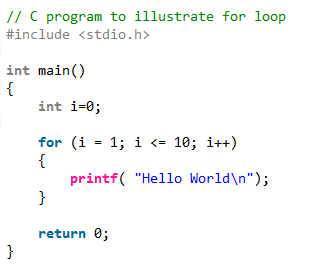 // C program to illustrate for loop
#include <stdio.h>
int main()
{
    int i=0;
    for (i = 1; i <= 10; i++)
    {
        printf( "Hello World\n");
    }
    return 0;
}